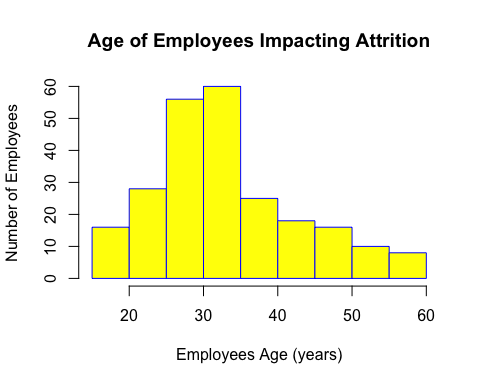 Age of Employees Impacting Attrition
Number of Employees
60
50
40
30
20
10
0
20 30 40 50 60
Employees Age (years)